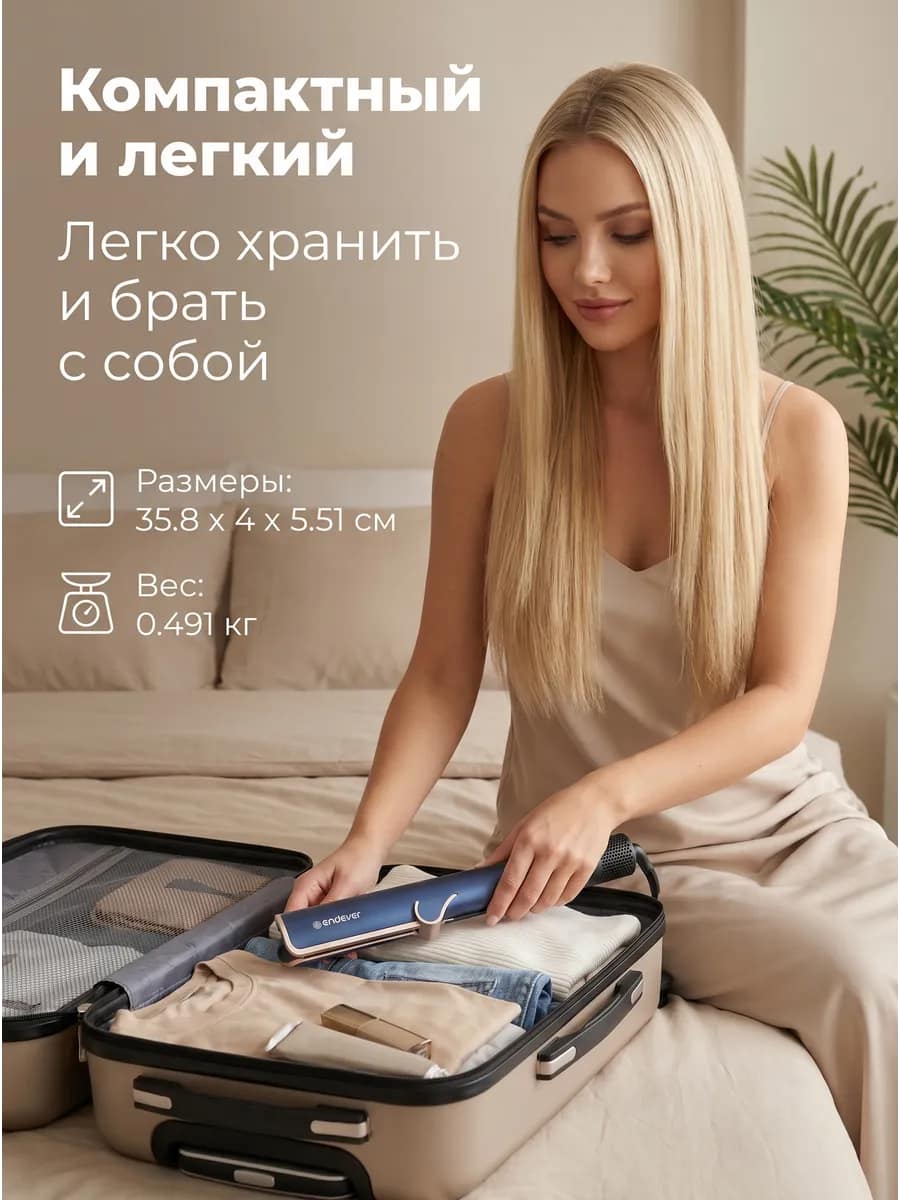 Компактный
и легкий
Легко хранить
и брать
с собой
Размеры:
35.8 x 4 x 5.51 см
Вес:
0.491 кг
endever